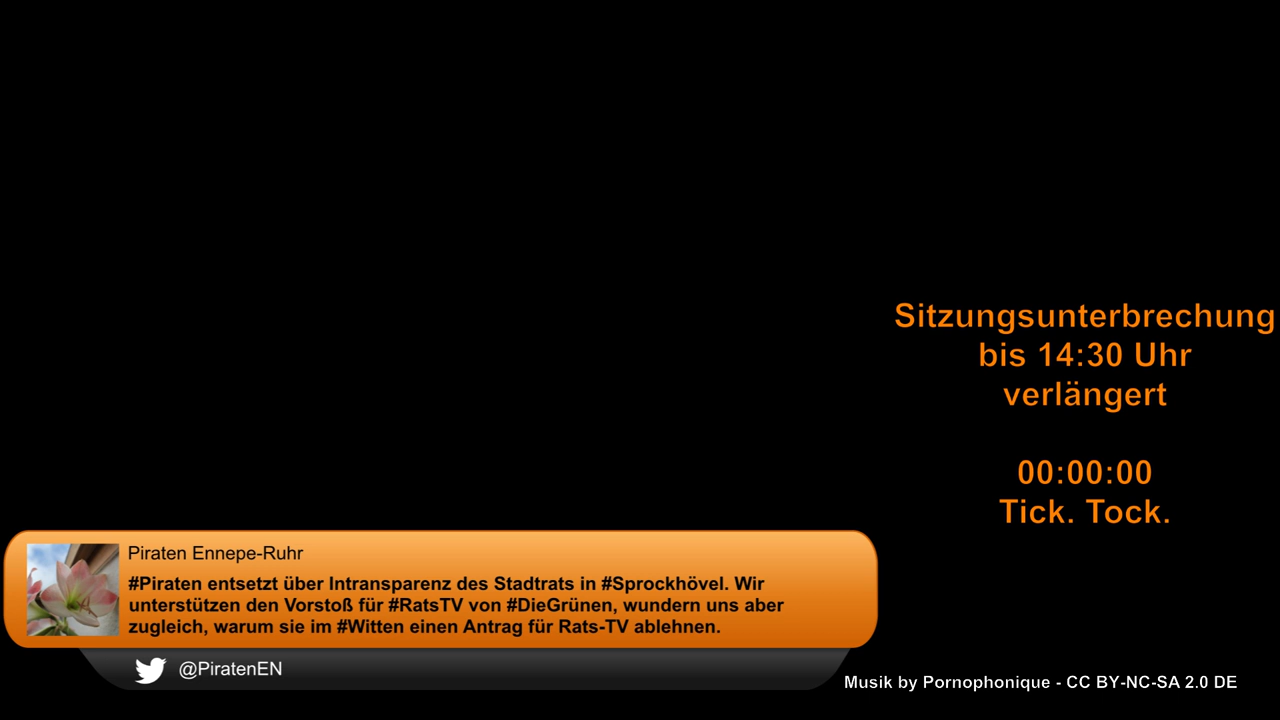 Sitzungsunterbrechung
bis 14:30 Uhr
verlängert
00:00:00
Tick. Tock.
Piraten Ennepe-Ruhr
#Piraten entsetzt über Intransparenz des Stadtrats in #Sprockhövel. Wir
unterstützen den Vorstoß für #RatsTV von #DieGrünen, wundern uns aber
zugleich, warum sie im #Witten einen Antrag für Rats-TV ablehnen.
@PiratenEN
Musik by Pornophonique - CC BY-NC-SA 2.0 DE